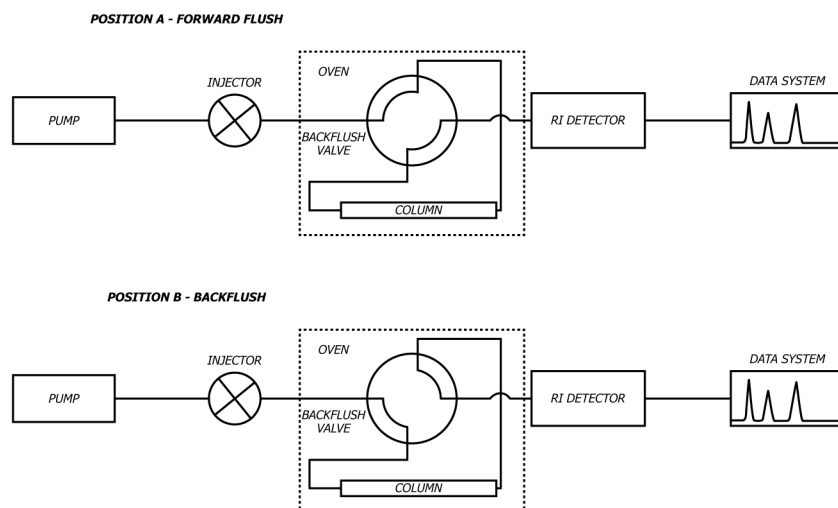 POSITION A - FORWARD FLUSH
INJECTOR
OVEN
DATA SYSTEM
PUMP
BACKFLUSH
VALVE
RI DETECTOR
COLUMN
POSITION B - BACKFLUSH
INJECTOR
OVEN
DATA SYSTEM
PUMP
BACKFLUSH
VALVE
RI DETECTOR
COLUMN